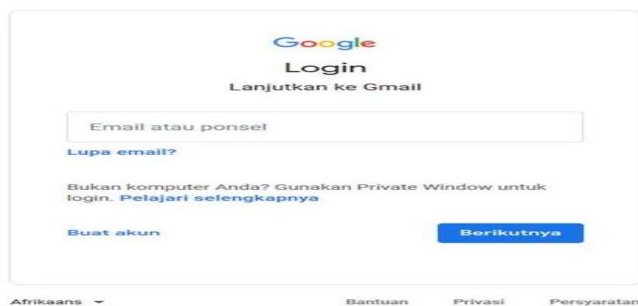 Google
Login
Lanjutkan ke Gmail
Email atau ponsel
Lupa email?
Bukan komputer Anda? Gunakan Private Window untuk
login. Pelajari selengkapnya
Buat akun Berikutnya
Afrikaans Bantuan Privasi Persyaratan